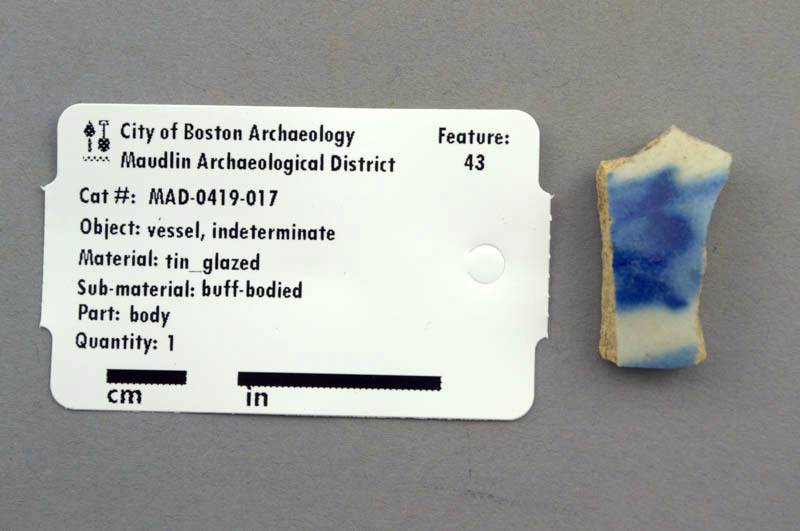 City of Boston Archaeology
Maudlin Archaeological District
Feature:
43
Cat #: MAD-0419-017
Object: vessel, indeterminate
Material: tin_glazed
Sub-material: buff-bodied
Part: body
Quantity: 1
cm in